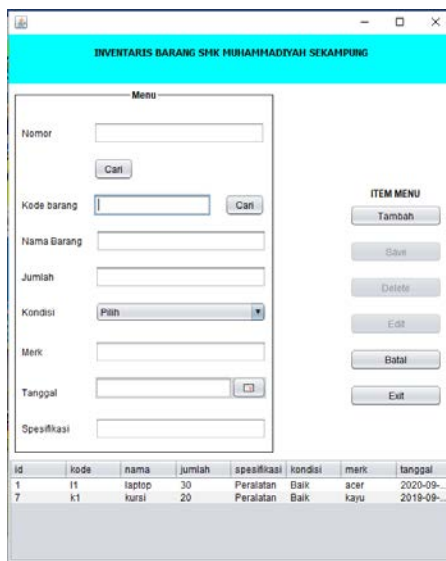 INVENTARIS BARANG SMK MUHAMMADIYAH SEKAMPUNG
Menu
Nomor
Cari
Kode barang
Cari
Nama Barang
Jumlah
Kondisi
Pilih
Merk
Tanggal
Spesifikasi
ITEM MENU
Tambah
Save
Delete
Edit
Batal
Exit
id kode nama jumlah spesifikasi kondisi merk tanggal
1 l1 laptop 30 Peralatan Baik acer 2020-09-...
7 k1 kursi 20 Peralatan Baik kayu 2019-09-...